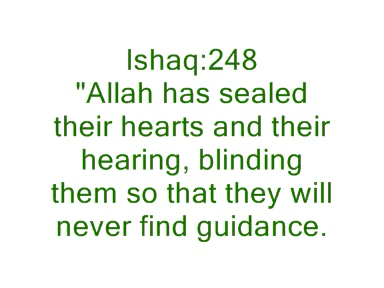 Ishaq:248
"Allah has sealed
their hearts and their
hearing, blinding
them so that they will
never find guidance.